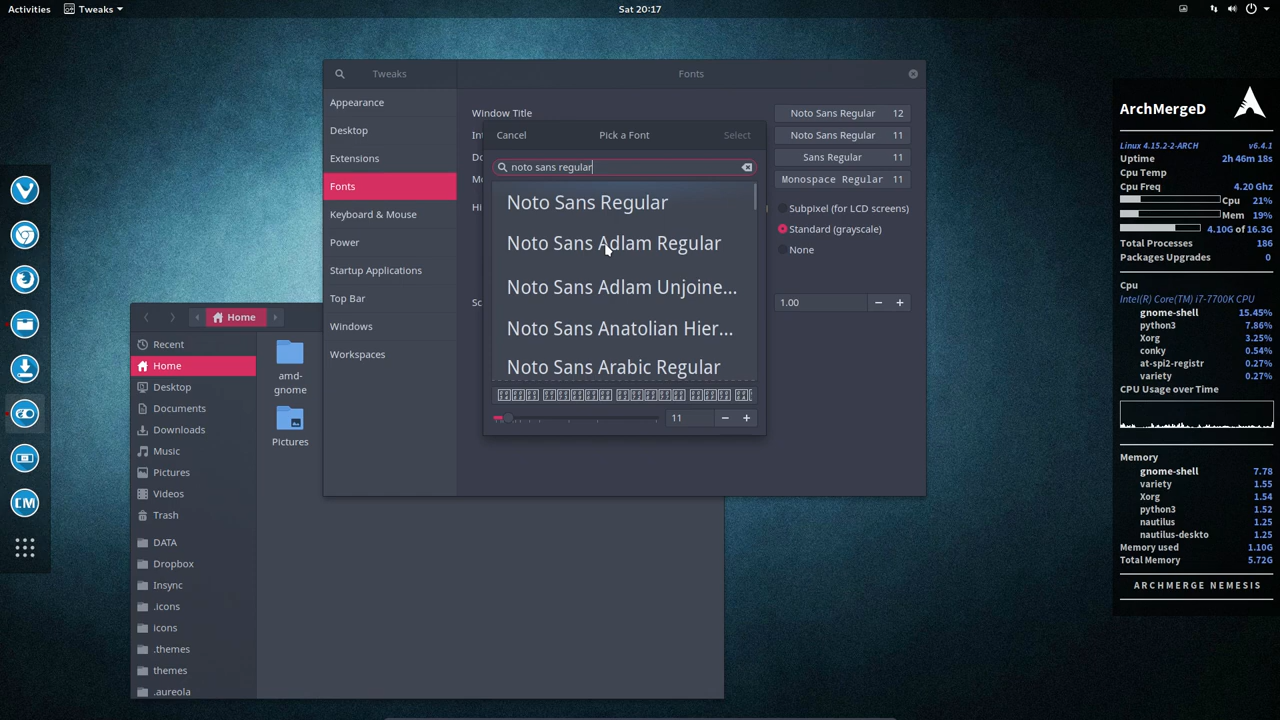 Activities
Tweaks
Sat 20:17
Tweaks
Fonts
Appearance
Desktop
Extensions
Fonts
Keyboard & Mouse
Power
Startup Applications
Top Bar
Windows
Workspaces
Window Title
Noto Sans Regular 12
Int
Noto Sans Regular 11
Do
Sans Regular 11
Mo
Monospace Regular 11
Hi
Subpixel (for LCD screens)
Standard (grayscale)
None
Sc
1.00
Cancel
Pick a Font
Select
noto sans regular
Noto Sans Regular
Noto Sans Adlam Regular
Noto Sans Adlam Unjoine...
Noto Sans Anatolian Hier...
Noto Sans Arabic Regular
11
Home
Recent
Home
Desktop
Documents
Downloads
Music
Pictures
Videos
Trash
DATA
Dropbox
Insync
.icons
icons
.themes
themes
.aureola
amd-
gnome
Pictures
ArchMergeD
Linux 4.15.2-2-ARCH v6.4.1
Uptime 2h 46m 18s
Cpu Temp
Cpu Freq 4.20 Ghz
Cpu 21%
Mem 19%
4.10G of 16.3G
Total Processes 186
Packages Upgrades 0
Cpu
Intel(R) Core(TM) i7-7700K CPU
gnome-shell 15.45%
python3 7.86%
Xorg 3.25%
conky 0.54%
at-spi2-registr 0.27%
variety 0.27%
CPU Usage over Time
Memory
gnome-shell 7.78
variety 1.55
Xorg 1.54
python3 1.52
nautilus 1.25
nautilus-deskto 1.25
Memory used 1.10G
Total Memory 5.72G
ARCHMERGE NEMESIS